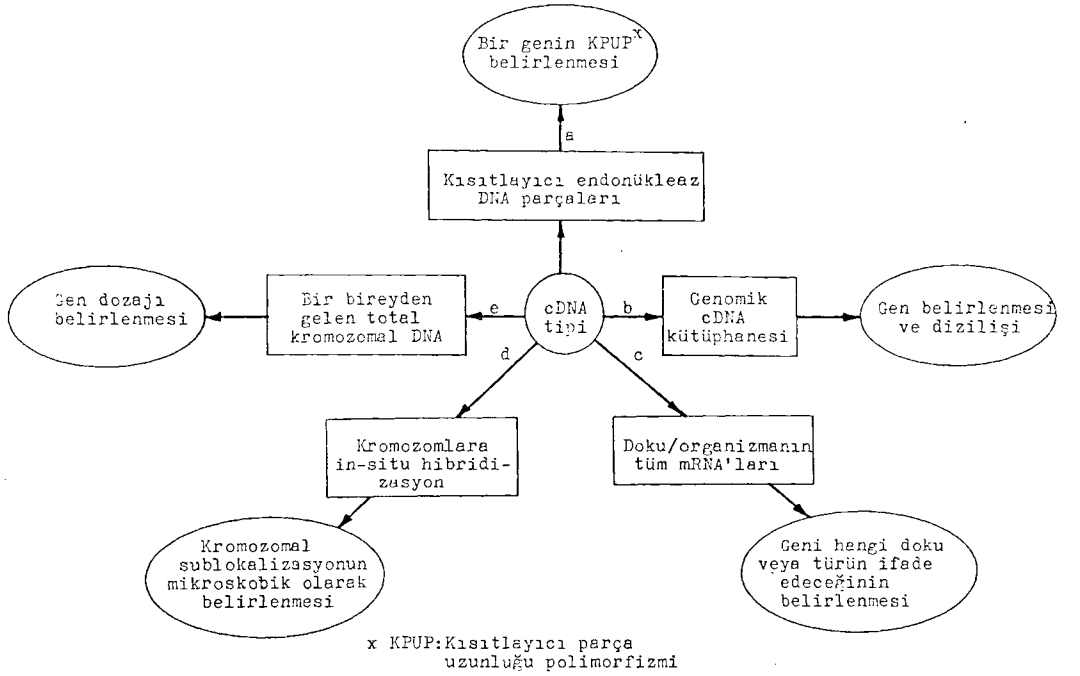 Bir genin KPUPx
belirlenmesi
a
Kısıtlayıcı endonükleaz
DNA parçaları
Gen dozajı
belirlenmesi
Bir bireyden
gelen total
kromozomal DNA
e
cDNA
tipi
b
Genomik
cDNA
kütüphanesi
Gen belirlenmesi
ve dizilişi
d
c
Kromozomlara
in-situ hibridi-
zasyon
Doku/organizmanın
tüm mRNA'ları
Kromozomal
sublokalizasyonun
mikroskobik olarak
belirlenmesi
Geni hangi doku
veya türün ifade
edeceğinin
belirlenmesi
x KPUP:Kısıtlayıcı parça
uzunluğu polimorfizmi